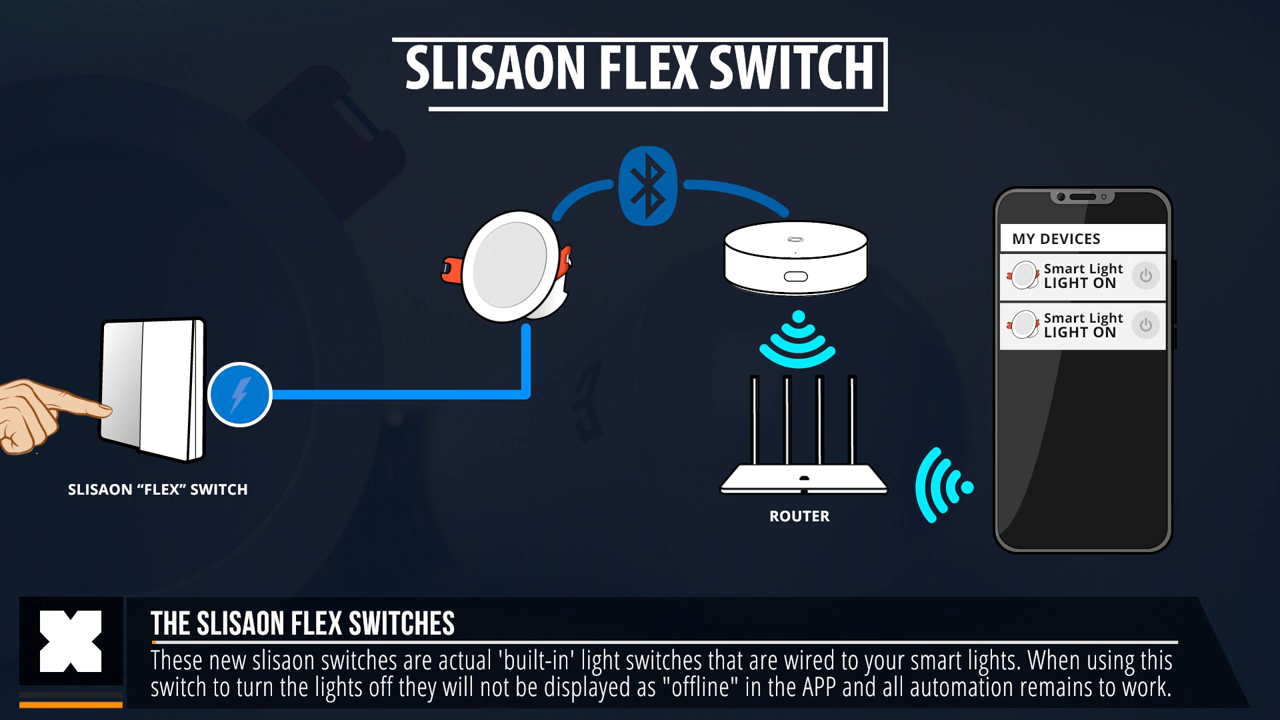 SLISAON FLEX SWITCH
MY DEVICES
Smart Light
LIGHT ON
Smart Light
LIGHT ON
SLISAON “FLEX” SWITCH
ROUTER
THE SLISAON FLEX SWITCHES
These new slisaon switches are actual 'built-in' light switches that are wired to your smart lights. When using this
switch to turn the lights off they will not be displayed as "offline" in the APP and all automation remains to work.